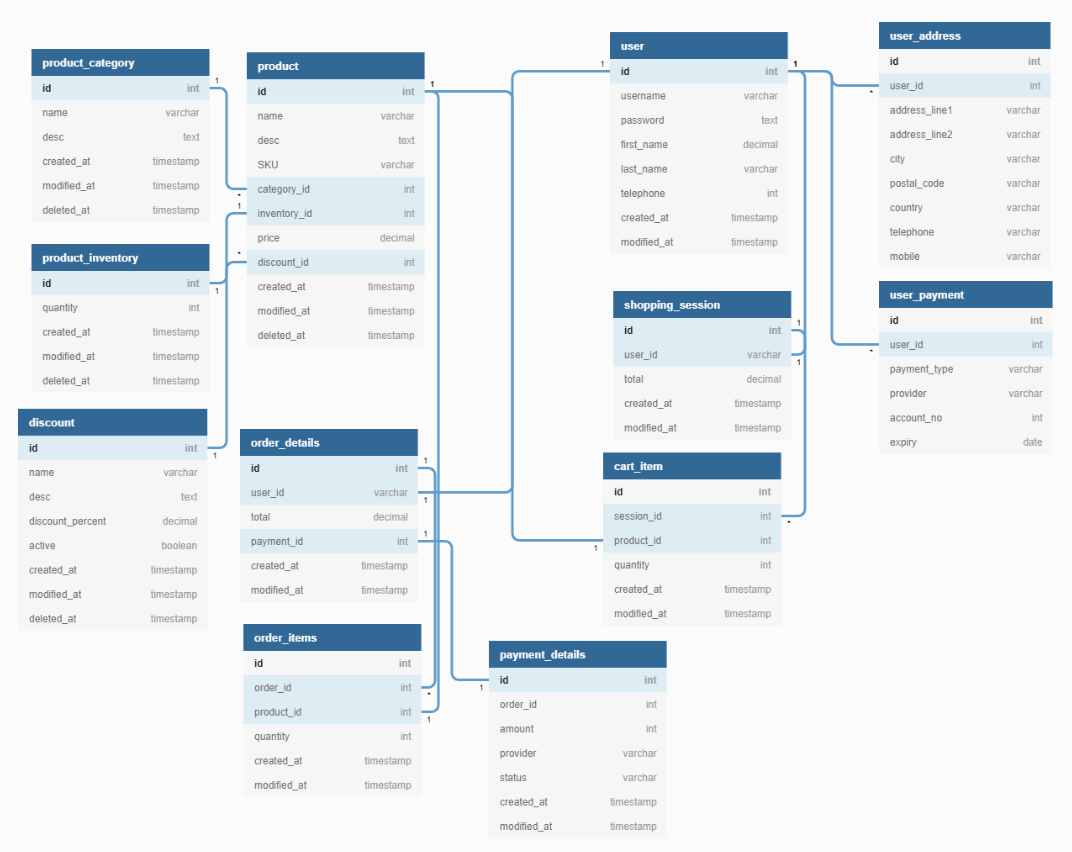 product_category
id int
name varchar
desc text
created_at timestamp
modified_at timestamp
deleted_at timestamp
product_inventory
id int
quantity int
created_at timestamp
modified_at timestamp
deleted_at timestamp
discount
id int
name varchar
desc text
discount_percent decimal
active boolean
created_at timestamp
modified_at timestamp
deleted_at timestamp
product
id int
name varchar
desc text
SKU varchar
category_id int
inventory_id int
price decimal
discount_id int
created_at timestamp
modified_at timestamp
deleted_at timestamp
order_details
id int
user_id varchar
total decimal
payment_id int
created_at timestamp
modified_at timestamp
order_items
id int
order_id int
product_id int
quantity int
created_at timestamp
modified_at timestamp
payment_details
id int
order_id int
amount int
provider varchar
status varchar
created_at timestamp
modified_at timestamp
user
id int
username varchar
password text
first_name decimal
last_name varchar
telephone int
created_at timestamp
modified_at timestamp
shopping_session
id int
user_id varchar
total decimal
created_at timestamp
modified_at timestamp
cart_item
id int
session_id int
product_id int
quantity int
created_at timestamp
modified_at timestamp
user_address
id int
user_id int
address_line1 varchar
address_line2 varchar
city varchar
postal_code varchar
country varchar
telephone varchar
mobile varchar
user_payment
id int
user_id int
payment_type varchar
provider varchar
account_no int
expiry date
1
*
1
*
1
1
1
1
1
1
*
1
1
1
1
*
*
1
1
*
1